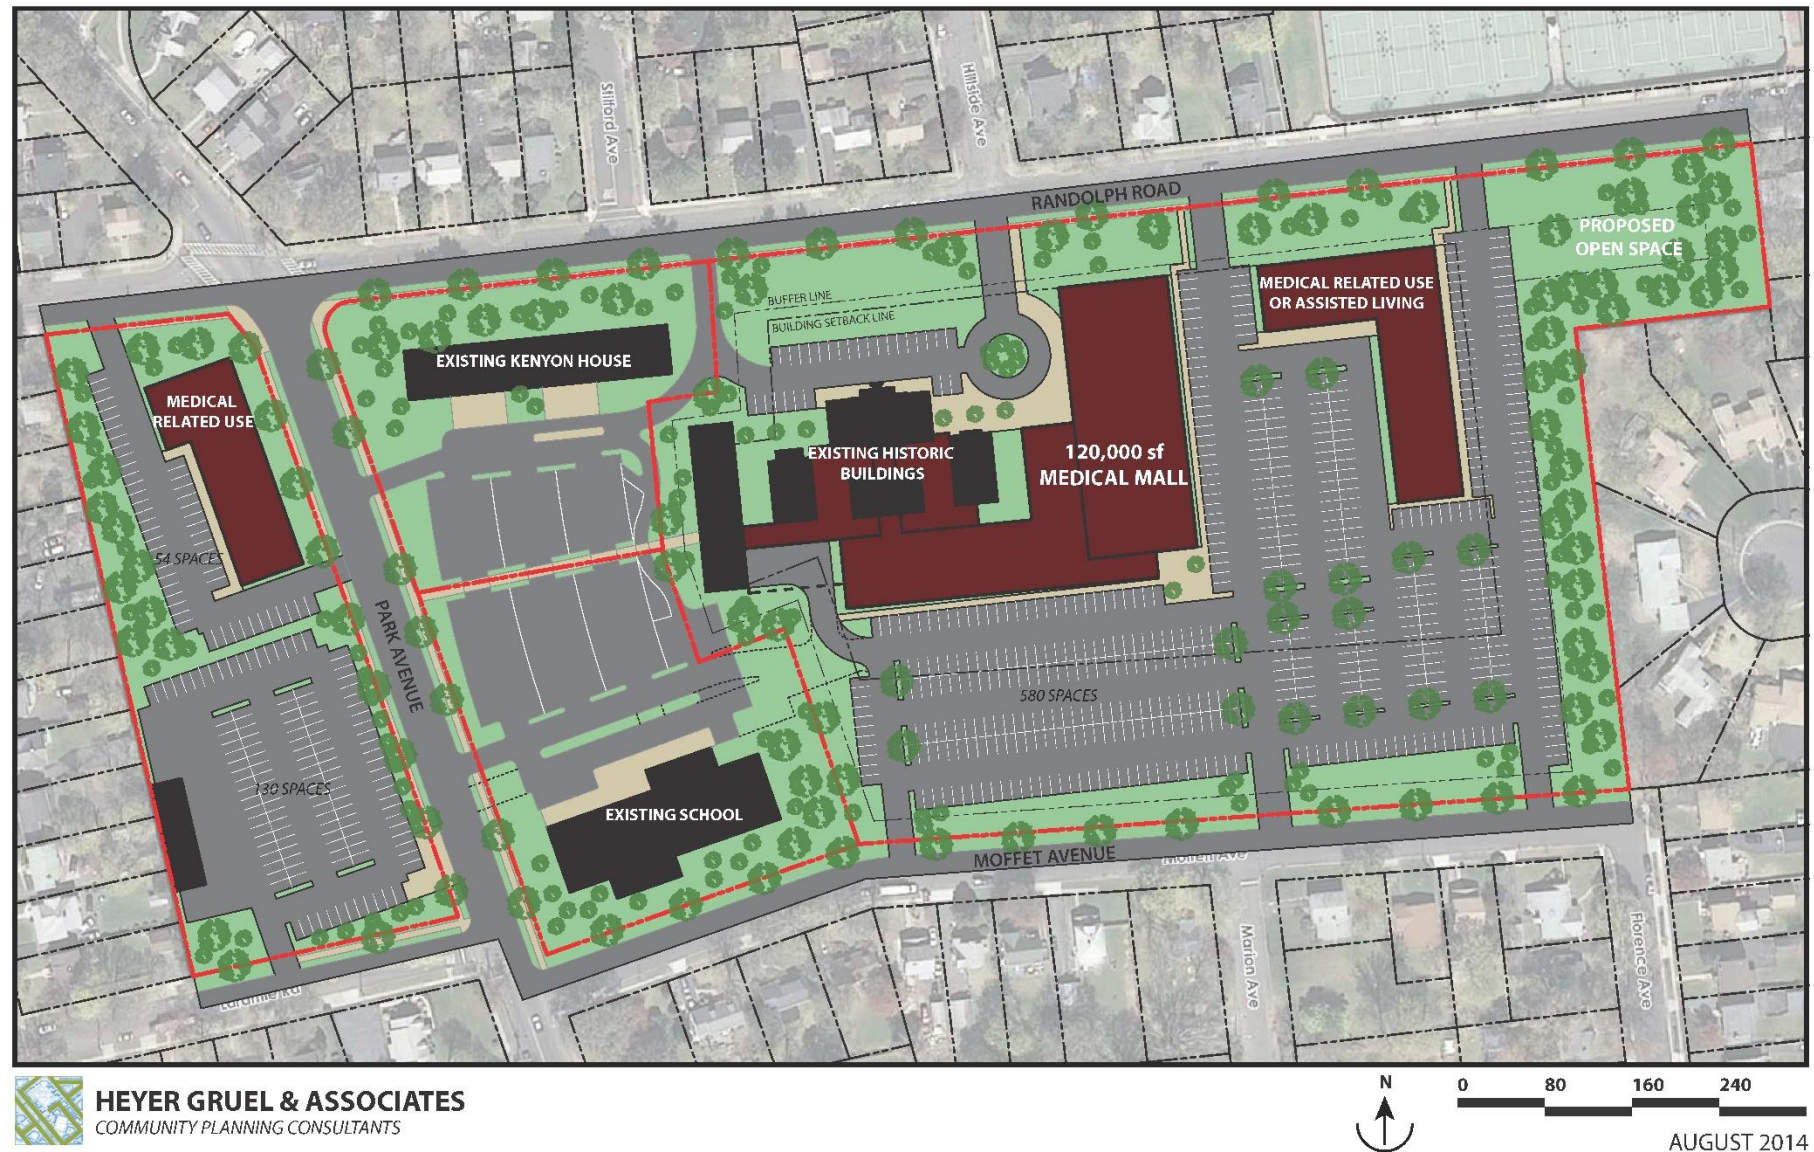 Stilford Ave
Hillside Ave
RANDOLPH ROAD
PROPOSED
OPEN SPACE
BUFFER LINE
BUILDING SETBACK LINE
MEDICAL RELATED USE
OR ASSISTED LIVING
EXISTING KENYON HOUSE
MEDICAL
RELATED USE
EXISTING HISTORIC
BUILDINGS
120,000 sf
MEDICAL MALL
54 SPACES
PARK AVENUE
580 SPACES
130 SPACES
EXISTING SCHOOL
MOFFET AVENUE
Marion Ave
Florence Ave
HEYER GRUEL & ASSOCIATES
COMMUNITY PLANNING CONSULTANTS
N
0 80 160 240
AUGUST 2014